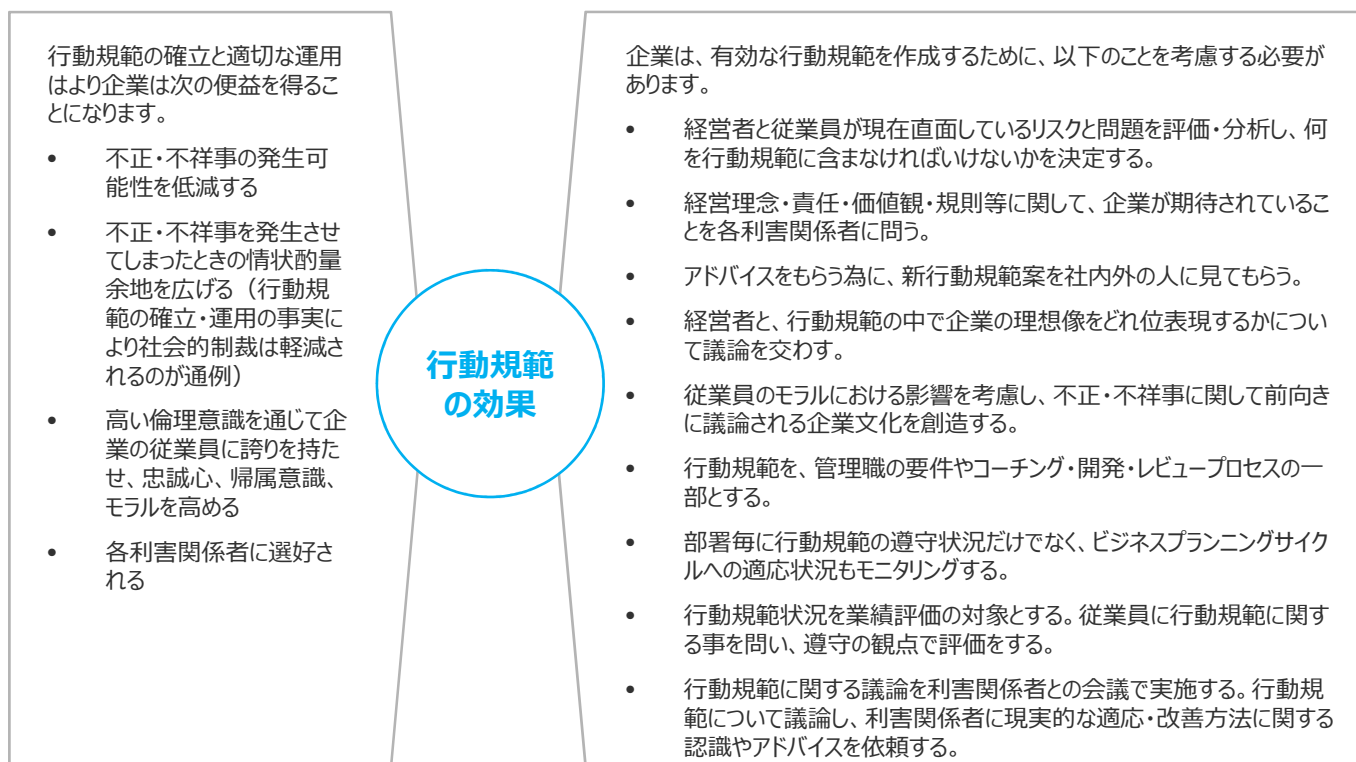 行動規範の確立と適切な運用
はより企業は次の便益を得るこ
とになります。
• 不正・不祥事の発生可
能性を低減する
• 不正・不祥事を発生させ
てしまったときの情状酌量
余地を広げる（行動規
範の確立・運用の事実に
より社会的制裁は軽減さ
れるのが通例）
• 高い倫理意識を通じて企
業の従業員に誇りを持た
せ、忠誠心、帰属意識、
モラルを高める
• 各利害関係者に選好さ
れる
行動規範
の効果
企業は、有効な行動規範を作成するために、以下のことを考慮する必要が
あります。
• 経営者と従業員が現在直面しているリスクと問題を評価・分析し、何
を行動規範に含まなければいけないかを決定する。
• 経営理念・責任・価値観・規則等に関して、企業が期待されているこ
とを各利害関係者に問う。
• アドバイスをもらう為に、新行動規範案を社内外の人に見てもらう。
• 経営者と、行動規範の中で企業の理想像をどれ位表現するかについ
て議論を交わす。
• 従業員のモラルにおける影響を考慮し、不正・不祥事に関して前向き
に議論される企業文化を創造する。
• 行動規範を、管理職の要件やコーチング・開発・レビュープロセスの一
部とする。
• 部署毎に行動規範の遵守状況だけでなく、ビジネスプランニングサイク
ルへの適応状況もモニタリングする。
• 行動規範状況を業績評価の対象とする。従業員に行動規範に関す
る事を問い、遵守の観点で評価をする。
• 行動規範に関する議論を利害関係者との会議で実施する。行動規
範について議論し、利害関係者に現実的な適応・改善方法に関する
認識やアドバイスを依頼する。